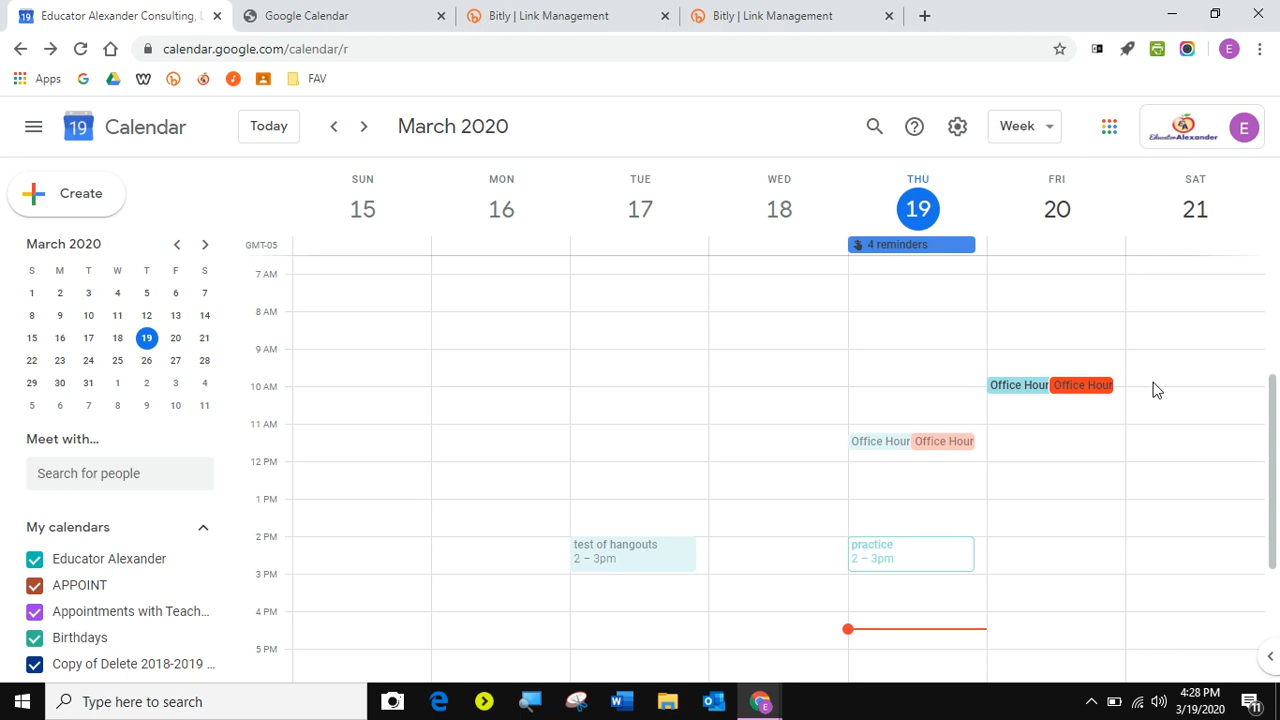 Educator Alexander Consulting, L
Google Calendar
Bitly | Link Management
Bitly | Link Management
calendar.google.com/calendar/r
E
Apps
FAV
19
Calendar
Today
March 2020
Week
Educator Alexander
E
Create
SUN
MON
TUE
WED
THU
FRI
SAT
15
16
17
18
19
20
21
March 2020
GMT-05
4 reminders
S M T W T F S
1 2 3 4 5 6 7
8 9 10 11 12 13 14
15 16 17 18 19 20 21
22 23 24 25 26 27 28
29 30 31 1 2 3 4
5 6 7 8 9 10 11
7 AM
8 AM
9 AM
10 AM
Office Hour
Office Hour
11 AM
Office Hour
Office Hour
12 PM
1 PM
2 PM
test of hangouts
2 – 3pm
practice
2 – 3pm
3 PM
4 PM
5 PM
Meet with...
Search for people
My calendars
Educator Alexander
APPOINT
Appointments with Teach...
Birthdays
Copy of Delete 2018-2019 ...
Type here to search
4:28 PM
3/19/2020
11